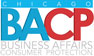 CHICAGO
BACP
BUSINESS AFFAIRS
CONSUMER PROTECTION